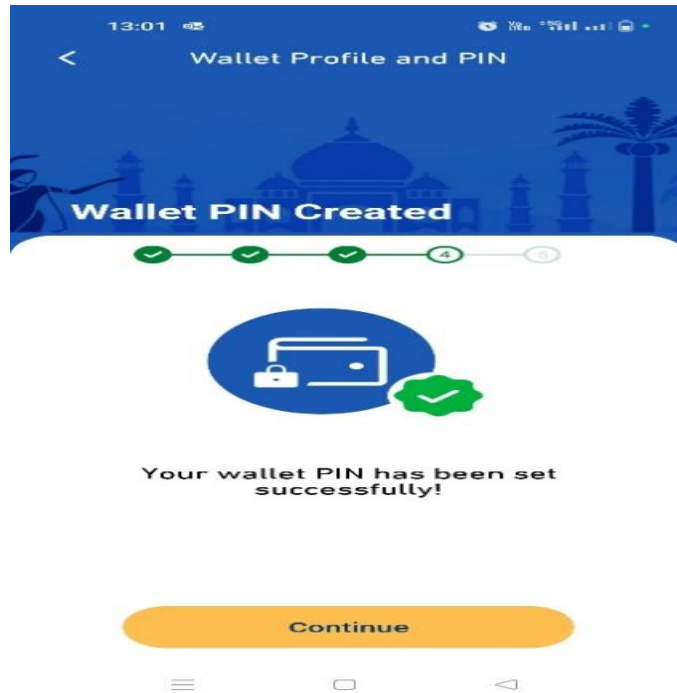 13:01
Wallet Profile and PIN
Wallet PIN Created
4
5
Your wallet PIN has been set
successfully!
Continue